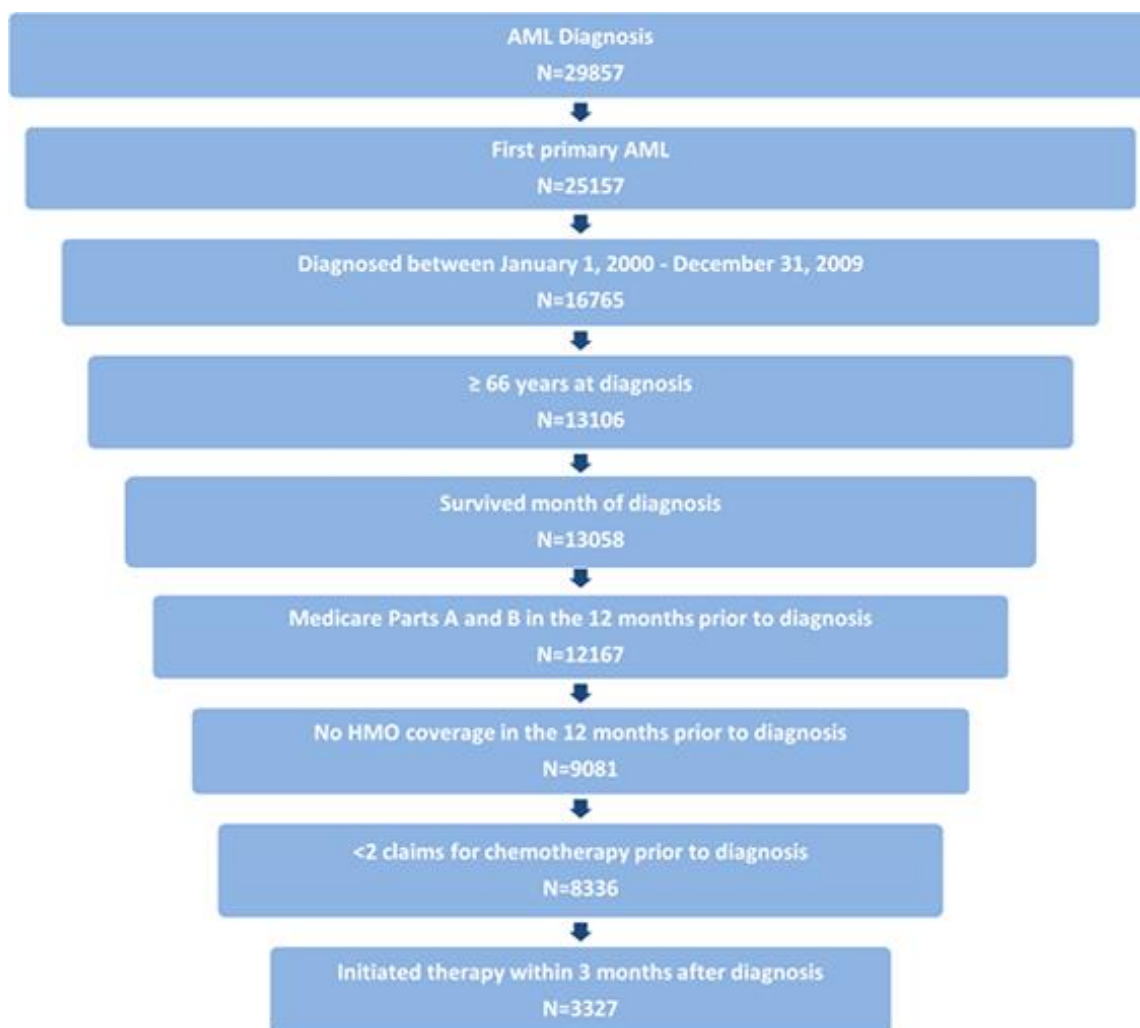 AML Diagnosis
N=29857
First primary AML
N=25157
Diagnosed between January 1, 2000 - December 31, 2009
N=16765
≥ 66 years at diagnosis
N=13106
Survived month of diagnosis
N=13058
Medicare Parts A and B in the 12 months prior to diagnosis
N=12167
No HMO coverage in the 12 months prior to diagnosis
N=9081
<2 claims for chemotherapy prior to diagnosis
N=8336
Initiated therapy within 3 months after diagnosis
N=3327